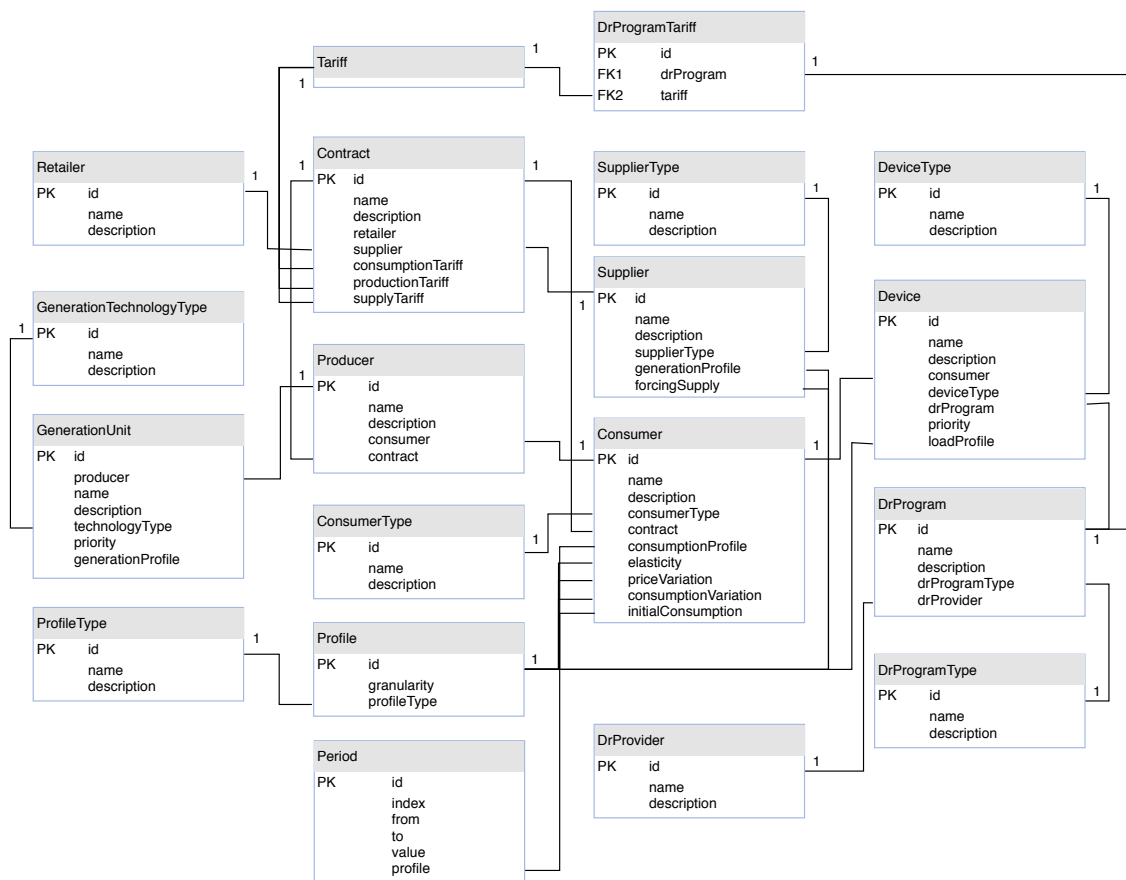 DrProgramTariff
PK id
FK1 drProgram
FK2 tariff
1
1
Tariff
1
Retailer
PK id
name
description
1
Contract
PK id
name
description
retailer
supplier
consumptionTariff
productionTariff
supplyTariff
1
1
SupplierType
PK id
name
description
1
DeviceType
PK id
name
description
1
GenerationTechnologyType
PK id
name
description
1
Supplier
PK id
name
description
supplierType
generationProfile
forcingSupply
1
Device
PK id
name
description
consumer
deviceType
drProgram
priority
loadProfile
Producer
PK id
name
description
consumer
contract
1
GenerationUnit
PK id
producer
name
description
technologyType
priority
generationProfile
Consumer
PK id
name
description
consumerType
contract
consumptionProfile
elasticity
priceVariation
consumptionVariation
initialConsumption
1
1
ConsumerType
PK id
name
description
1
DrProgram
PK id
name
description
drProgramType
drProvider
1
ProfileType
PK id
name
description
1
Profile
PK id
granularity
profileType
1
DrProgramType
PK id
name
description
1
Period
PK id
index
from
to
value
profile
DrProvider
PK id
name
description
1